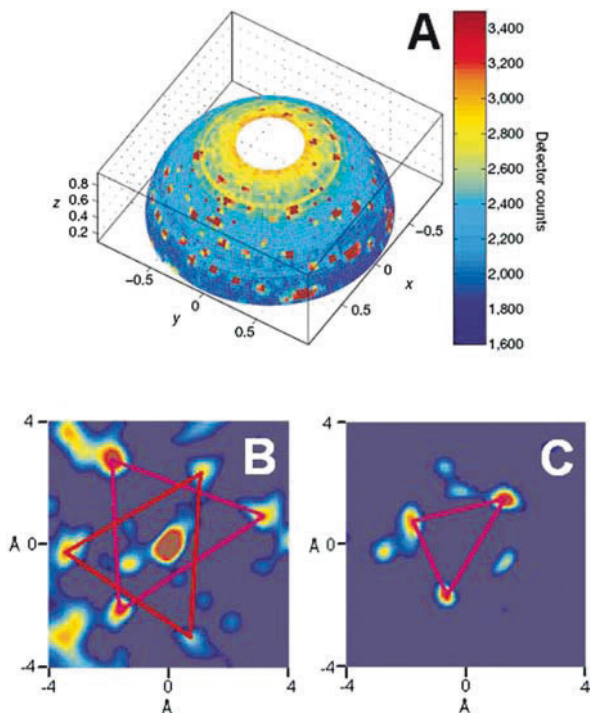 A
3,400
3,200
3,000
2,800
2,600
2,400
2,200
2,000
1,800
1,600
Detector counts
0.8
0.6
0.4
0.2
z
−0.5
0
0.5
y
−0.5
0
0.5
x
B
4
Å 0
-4
-4 0 4
Å
C
4
Å 0
-4
-4 0 4
Å